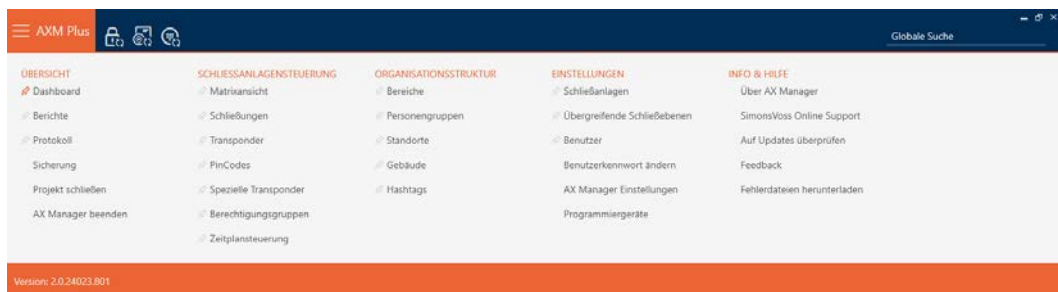 AXM Plus
Globale Suche
ÜBERSICHT
Dashboard
Berichte
Protokoll
Sicherung
Projekt schließen
AX Manager beenden
SCHLIESSANLAGENSTEUERUNG
Matrixansicht
Schließungen
Transponder
PinCodes
Spezielle Transponder
Berechtigungsgruppen
Zeitplansteuerung
ORGANISATIONSSTRUKTUR
Bereiche
Personengruppen
Standorte
Gebäude
Hashtags
EINSTELLUNGEN
Schließanlagen
Übergreifende Schließebenen
Benutzer
Benutzerkennwort ändern
AX Manager Einstellungen
Programmiergeräte
INFO & HILFE
Über AX Manager
SimonsVoss Online Support
Auf Updates überprüfen
Feedback
Fehlerdateien herunterladen
Version: 2.0.24023.801